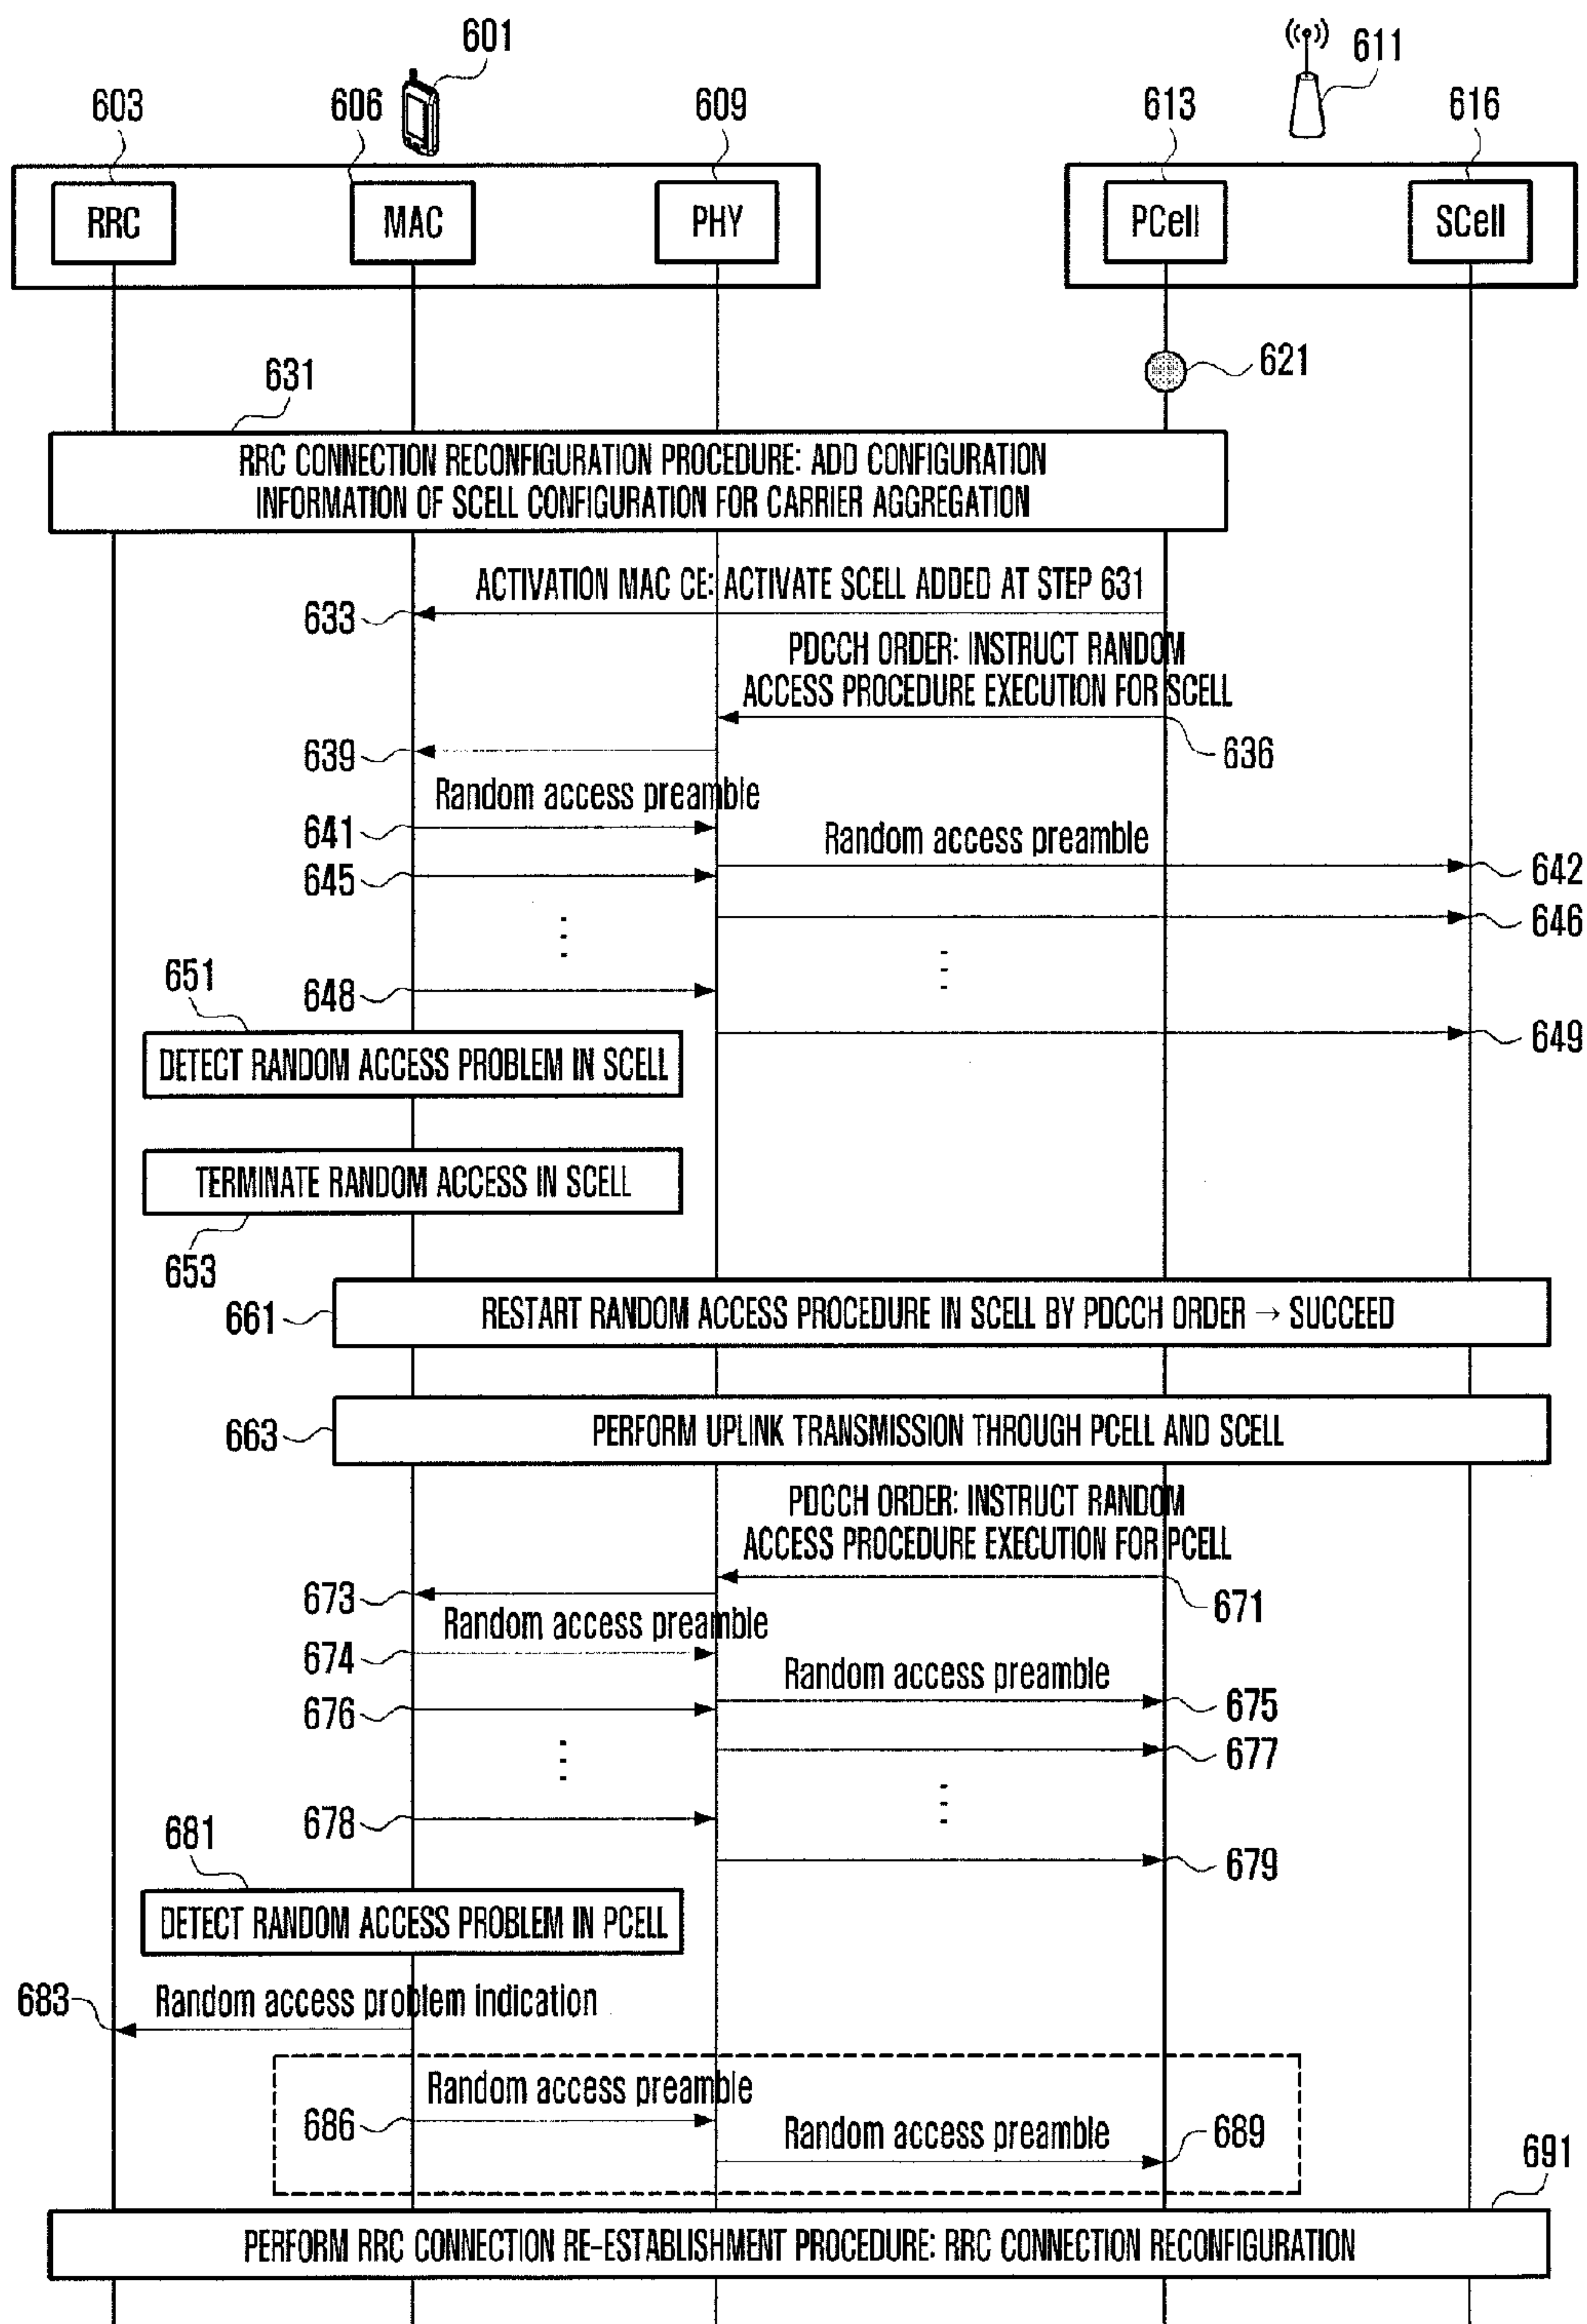 601
611
603
606
609
613
616
RRC
MAC
PHY
PCell
SCell
621
631
RRC CONNECTION RECONFIGURATION PROCEDURE: ADD CONFIGURATION
INFORMATION OF SCELL CONFIGURATION FOR CARRIER AGGREGATION
ACTIVATION MAC CE: ACTIVATE SCELL ADDED AT STEP 631
633
PDCCH ORDER: INSTRUCT RANDOM
ACCESS PROCEDURE EXECUTION FOR SCELL
639
636
Random access preamble
641
Random access preamble
645
642
646
651
648
649
DETECT RANDOM ACCESS PROBLEM IN SCELL
TERMINATE RANDOM ACCESS IN SCELL
653
661
RESTART RANDOM ACCESS PROCEDURE IN SCELL BY PDCCH ORDER → SUCCEED
663
PERFORM UPLINK TRANSMISSION THROUGH PCELL AND SCELL
PDCCH ORDER: INSTRUCT RANDOM
ACCESS PROCEDURE EXECUTION FOR PCELL
673
671
Random access preamble
674
Random access preamble
676
675
677
678
681
679
DETECT RANDOM ACCESS PROBLEM IN PCELL
683
Random access problem indication
Random access preamble
686
Random access preamble
689
691
PERFORM RRC CONNECTION RE-ESTABLISHMENT PROCEDURE: RRC CONNECTION RECONFIGURATION